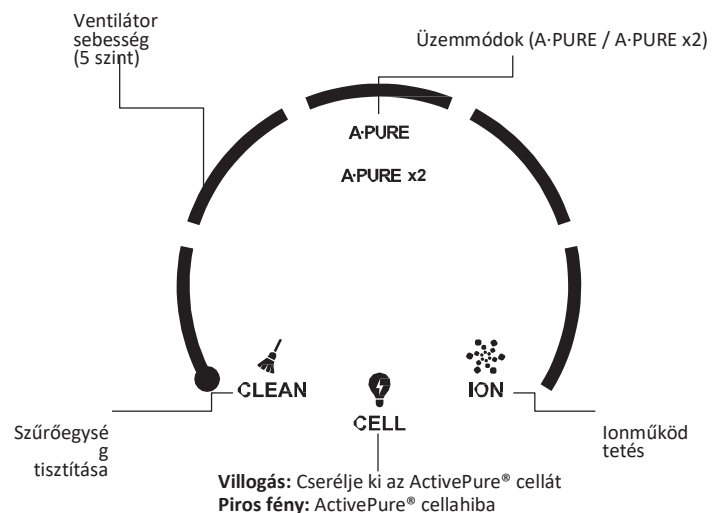 Ventilátor
sebesség
(5 szint)
Üzemmódok (A·PURE / A·PURE x2)
A·PURE
A·PURE x2
CLEAN
CELL
ION
Szűrőegysé
g
tisztítása
Ionműköd
tetés
Villogás: Cserélje ki az ActivePure® cellát
Piros fény: ActivePure® cellahiba